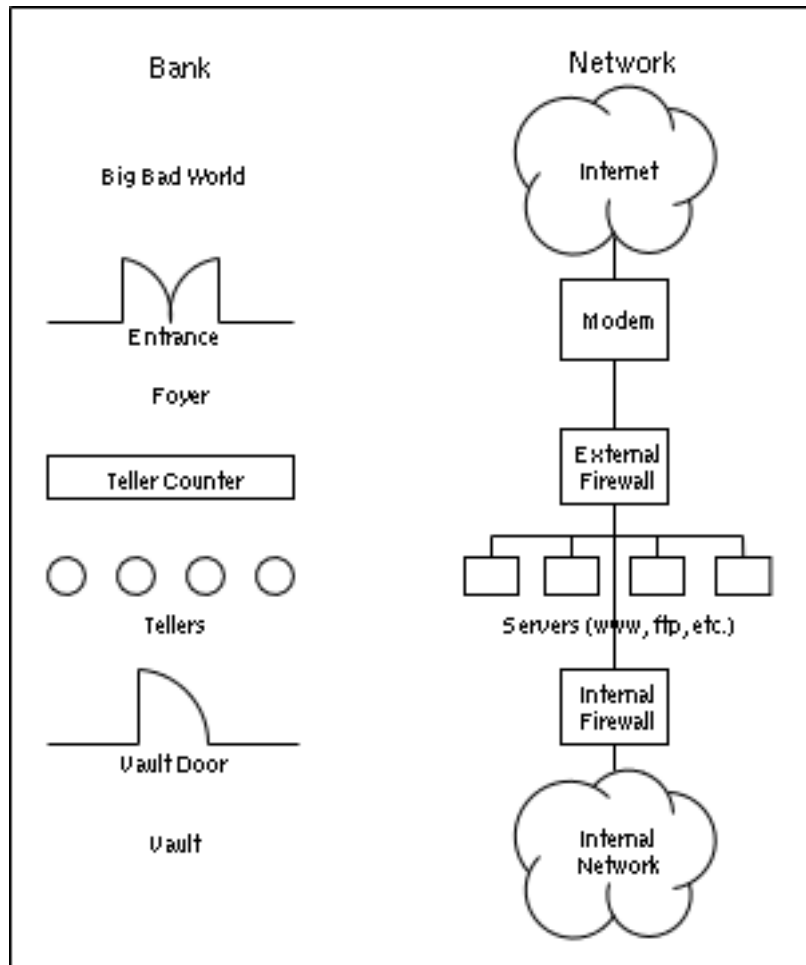 Bank
Network
Big Bad World
Internet
Entrance
Modem
Foyer
Teller Counter
External
Firewall
Tellers
Servers (www, ftp, etc.)
Vault Door
Internal
Firewall
Vault
Internal
Network